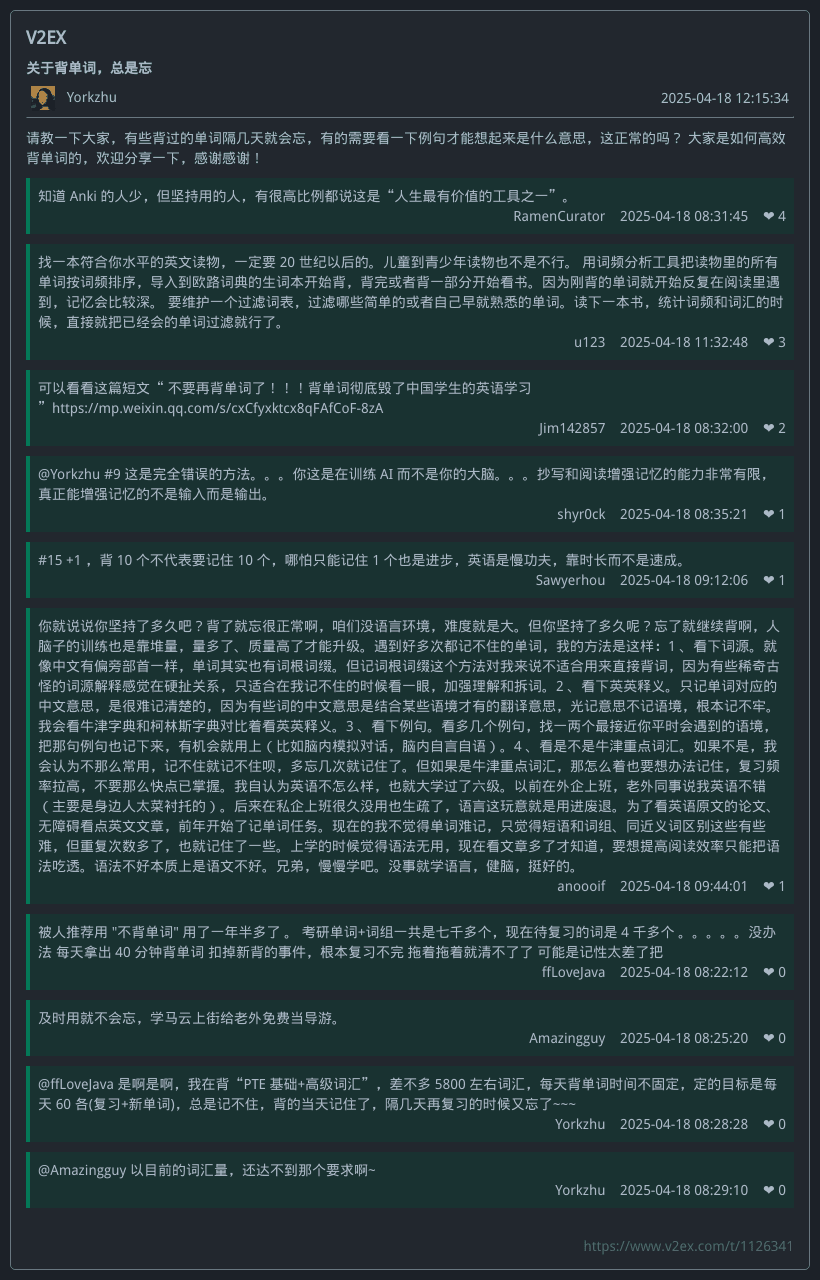 V2EX
关于背单词，总是忘
Yorkzhu 2025-04-18 12:15:34
请教一下大家，有些背过的单词隔几天就会忘，有的需要看一下例句才能想起来是什么意思，这正常的吗？ 大家是如何高效
背单词的，欢迎分享一下，感谢感谢！
知道 Anki 的人少，但坚持用的人，有很高比例都说这是“人生最有价值的工具之一”。
RamenCurator 2025-04-18 08:31:45 ❤ 4
找一本符合你水平的英文读物，一定要 20 世纪以后的。儿童到青少年读物也不是不行。 用词频分析工具把读物里的所有
单词按词频排序，导入到欧路词典的生词本开始背，背完或者背一部分开始看书。因为刚背的单词就开始反复在阅读里遇
到，记忆会比较深。 要维护一个过滤词表，过滤哪些简单的或者自己早就熟悉的单词。读下一本书，统计词频和词汇的时
候，直接就把已经会的单词过滤就行了。
u123 2025-04-18 11:32:48 ❤ 3
可以看看这篇短文“ 不要再背单词了！！！背单词彻底毁了中国学生的英语学习
”https://mp.weixin.qq.com/s/cxCfyxktcx8qFAfCoF-8zA
Jim142857 2025-04-18 08:32:00 ❤ 2
@Yorkzhu #9 这是完全错误的方法。。。你这是在训练 AI 而不是你的大脑。。。抄写和阅读增强记忆的能力非常有限，
真正能增强记忆的不是输入而是输出。
shyr0ck 2025-04-18 08:35:21 ❤ 1
#15 +1 ，背 10 个不代表要记住 10 个，哪怕只能记住 1 个也是进步，英语是慢功夫，靠时长而不是速成。
Sawyerhou 2025-04-18 09:12:06 ❤ 1
你就说说你坚持了多久吧？背了就忘很正常啊，咱们没语言环境，难度就是大。但你坚持了多久呢？忘了就继续背啊，人
脑子的训练也是靠堆量，量多了、质量高了才能升级。遇到好多次都记不住的单词，我的方法是这样：1 、看下词源。就
像中文有偏旁部首一样，单词其实也有词根词缀。但记词根词缀这个方法对我来说不适合用来直接背词，因为有些稀奇古
怪的词源解释感觉在硬扯关系，只适合在我记不住的时候看一眼，加强理解和拆词。2 、看下英英释义。只记单词对应的
中文意思，是很难记清楚的，因为有些词的中文意思是结合某些语境才有的翻译意思，光记意思不记语境，根本记不牢。
我会看牛津字典和柯林斯字典对比着看英英释义。3 、看下例句。看多几个例句，找一两个最接近你平时会遇到的语境，
把那句例句也记下来，有机会就用上（比如脑内模拟对话，脑内自言自语）。4 、看是不是牛津重点词汇。如果不是，我
会认为不那么常用，记不住就记不住呗，多忘几次就记住了。但如果是牛津重点词汇，那怎么着也要想办法记住，复习频
率拉高，不要那么快点已掌握。我自认为英语不怎么样，也就大学过了六级。以前在外企上班，老外同事说我英语不错
（主要是身边人太菜衬托的）。后来在私企上班很久没用也生疏了，语言这玩意就是用进废退。为了看英语原文的论文、
无障碍看点英文文章，前年开始了记单词任务。现在的我不觉得单词难记，只觉得短语和词组、同近义词区别这些有些
难，但重复次数多了，也就记住了一些。上学的时候觉得语法无用，现在看文章多了才知道，要想提高阅读效率只能把语
法吃透。语法不好本质上是语文不好。兄弟，慢慢学吧。没事就学语言，健脑，挺好的。
anoooif 2025-04-18 09:44:01 ❤ 1
被人推荐用 "不背单词" 用了一年半多了 。 考研单词+词组一共是七千多个，现在待复习的词是 4 千多个 。。。。。没办
法 每天拿出 40 分钟背单词 扣掉新背的事件，根本复习不完 拖着拖着就清不了了 可能是记性太差了把
ffLoveJava 2025-04-18 08:22:12 ❤ 0
及时用就不会忘，学马云上街给老外免费当导游。
Amazingguy 2025-04-18 08:25:20 ❤ 0
@ffLoveJava 是啊是啊，我在背“PTE 基础+高级词汇”，差不多 5800 左右词汇，每天背单词时间不固定，定的目标是每
天 60 各(复习+新单词)，总是记不住，背的当天记住了，隔几天再复习的时候又忘了~~~
Yorkzhu 2025-04-18 08:28:28 ❤ 0
@Amazingguy 以目前的词汇量，还达不到那个要求啊~
Yorkzhu 2025-04-18 08:29:10 ❤ 0
https://www.v2ex.com/t/1126341